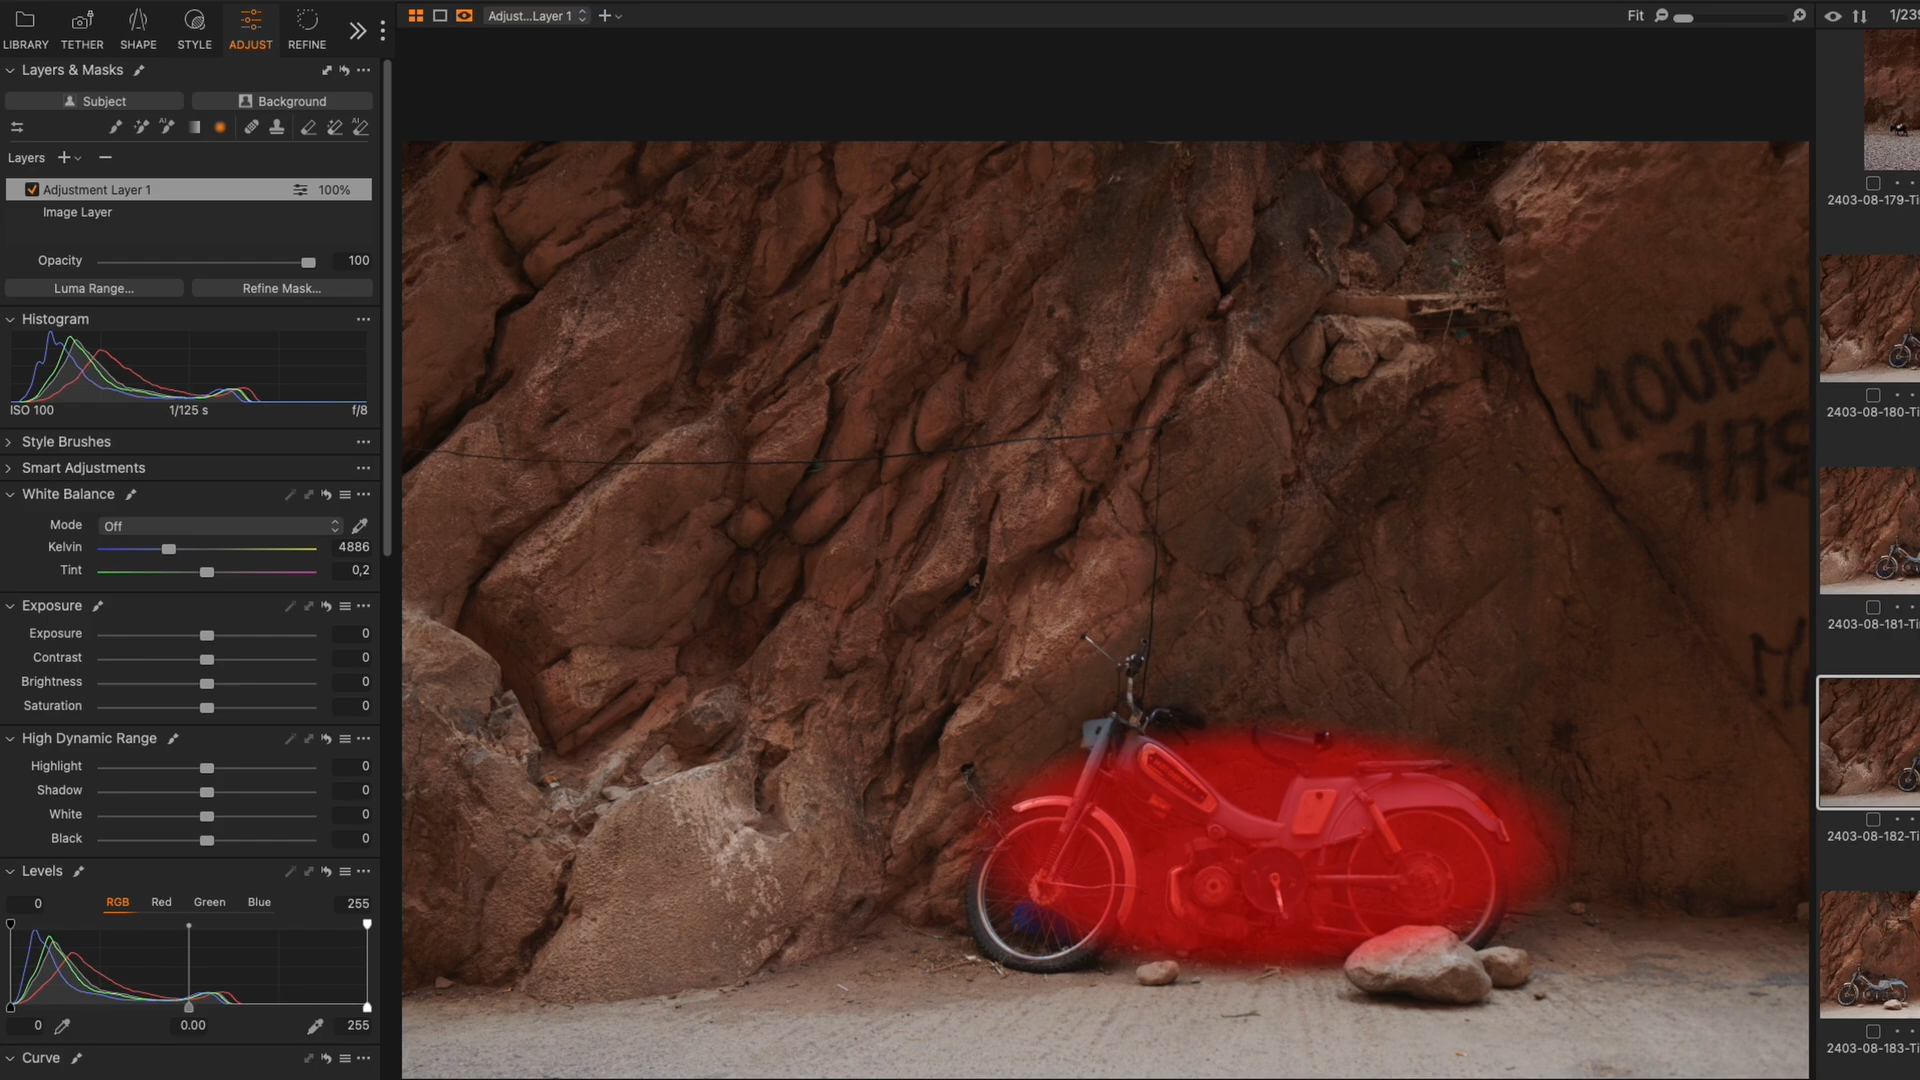 LIBRARY TETHER SHAPE STYLE ADJUST REFINE
Adjust...Layer 1
Fit
1/239
Layers & Masks
Subject Background
AI AI
Layers
Adjustment Layer 1 100%
Image Layer
Opacity 100
Luma Range... Refine Mask...
Histogram
ISO 100 1/125 s f/8
Style Brushes
Smart Adjustments
White Balance
Mode Off
Kelvin 4886
Tint 0,2
Exposure
Exposure 0
Contrast 0
Brightness 0
Saturation 0
High Dynamic Range
Highlight 0
Shadow 0
White 0
Black 0
Levels
0 RGB Red Green Blue 255
0 0.00 255
Curve
2403-08-179-Ti
2403-08-180-Ti
2403-08-181-Ti
2403-08-182-Ti
2403-08-183-Ti